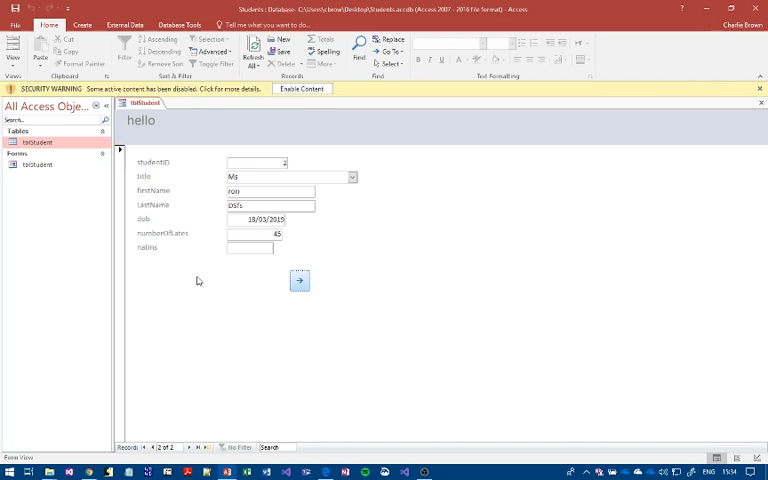 Students : Database- C:\Users\c.brow\Desktop\Students.accdb (Access 2007 - 2016 file format) - Access
Charlie Brown
File Home Create External Data Database Tools Tell me what you want to do...
View
Views
Paste
Cut
Copy
Format Painter
Clipboard
Filter
Ascending
Descending
Remove Sort
Selection
Advanced
Toggle Filter
Sort & Filter
Refresh All
New
Save
Delete
Totals
Spelling
More
Records
Find
Replace
Go To
Select
Find
B I U
Text Formatting
SECURITY WARNING Some active content has been disabled. Click for more details. Enable Content
All Access Obje...
Search...
Tables
tblStudent
Forms
tblStudent
tblStudent
hello
studentID 2
title Ms
firstName ron
LastName DSfs
dob 18/03/2019
numberOfLates 45
natIns
Record: 2 of 2 No Filter Search
Form View
ENG 15:34